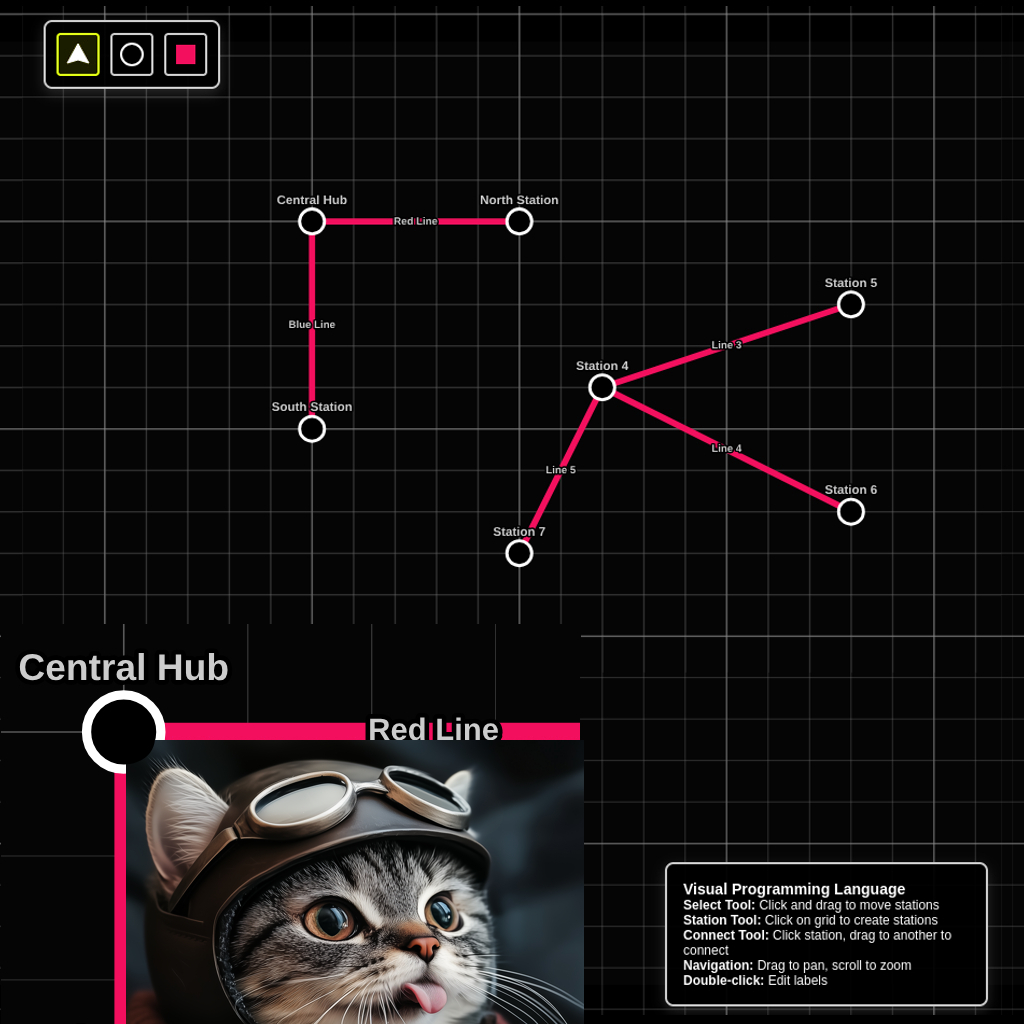 Central Hub
North Station
Red Line
Station 5
Blue Line
Line 3
Station 4
South Station
Line 4
Line 5
Station 6
Station 7
Central Hub
Red Line
Visual Programming Language
Select Tool: Click and drag to move stations
Station Tool: Click on grid to create stations
Connect Tool: Click station, drag to another to
connect
Navigation: Drag to pan, scroll to zoom
Double-click: Edit labels